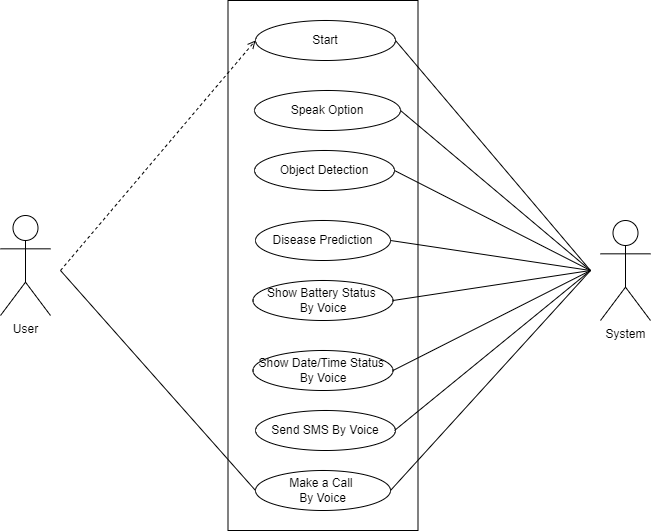 Start
Speak Option
Object Detection
Disease Prediction
Show Battery Status
By Voice
Show Date/Time Status
By Voice
Send SMS By Voice
Make a Call
By Voice
User
System